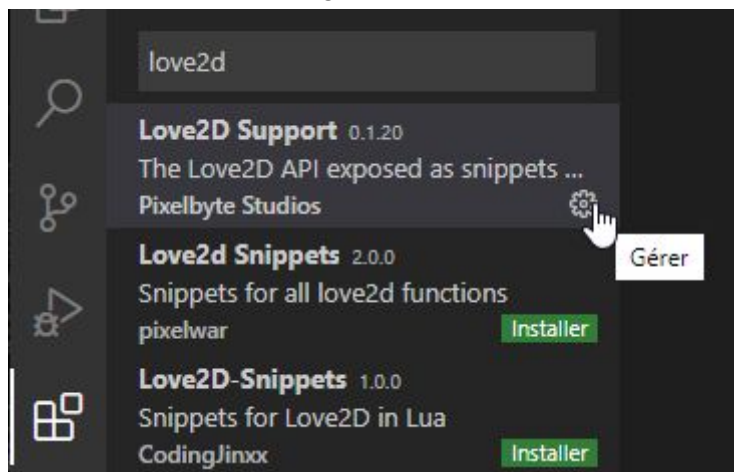 love2d
Love2D Support 0.1.20
The Love2D API exposed as snippets ...
Pixelbyte Studios
Gérer
Love2d Snippets 2.0.0
Snippets for all love2d functions
pixelwar Installer
Love2D-Snippets 1.0.0
Snippets for Love2D in Lua
CodingJinxx Installer